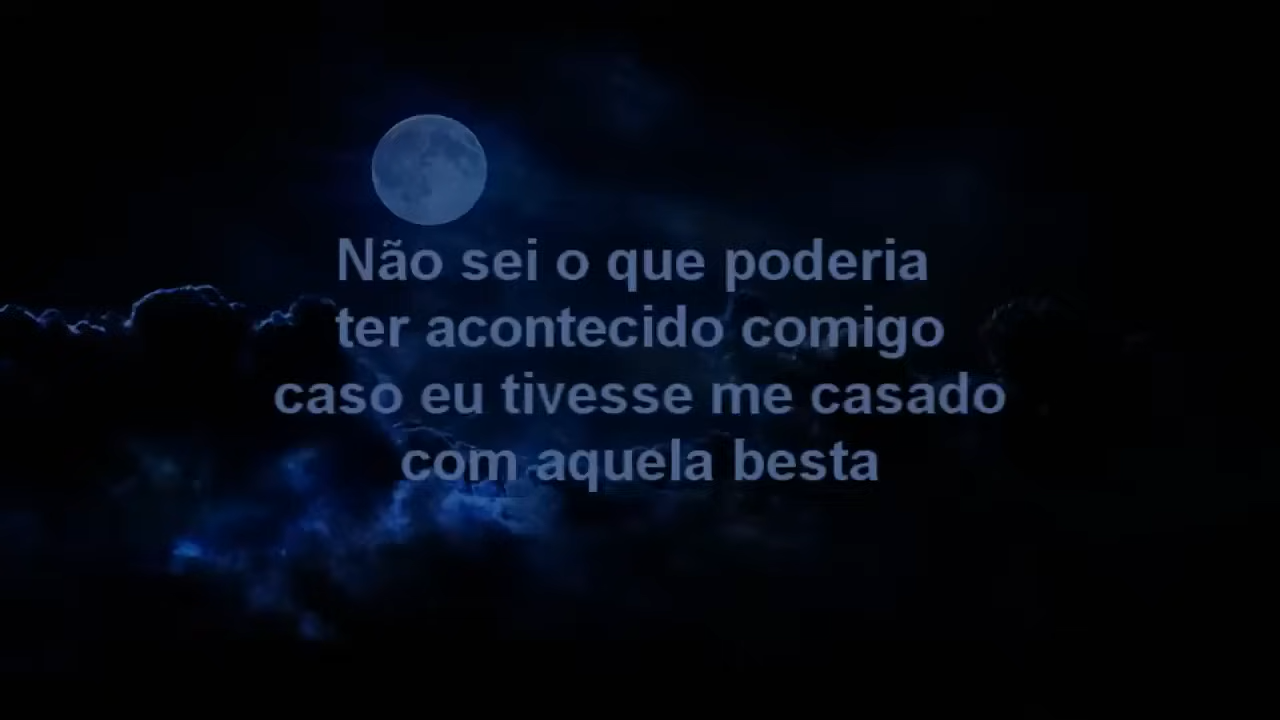 Não sei o que poderia
ter acontecido comigo
caso eu tivesse me casado
com aquela besta